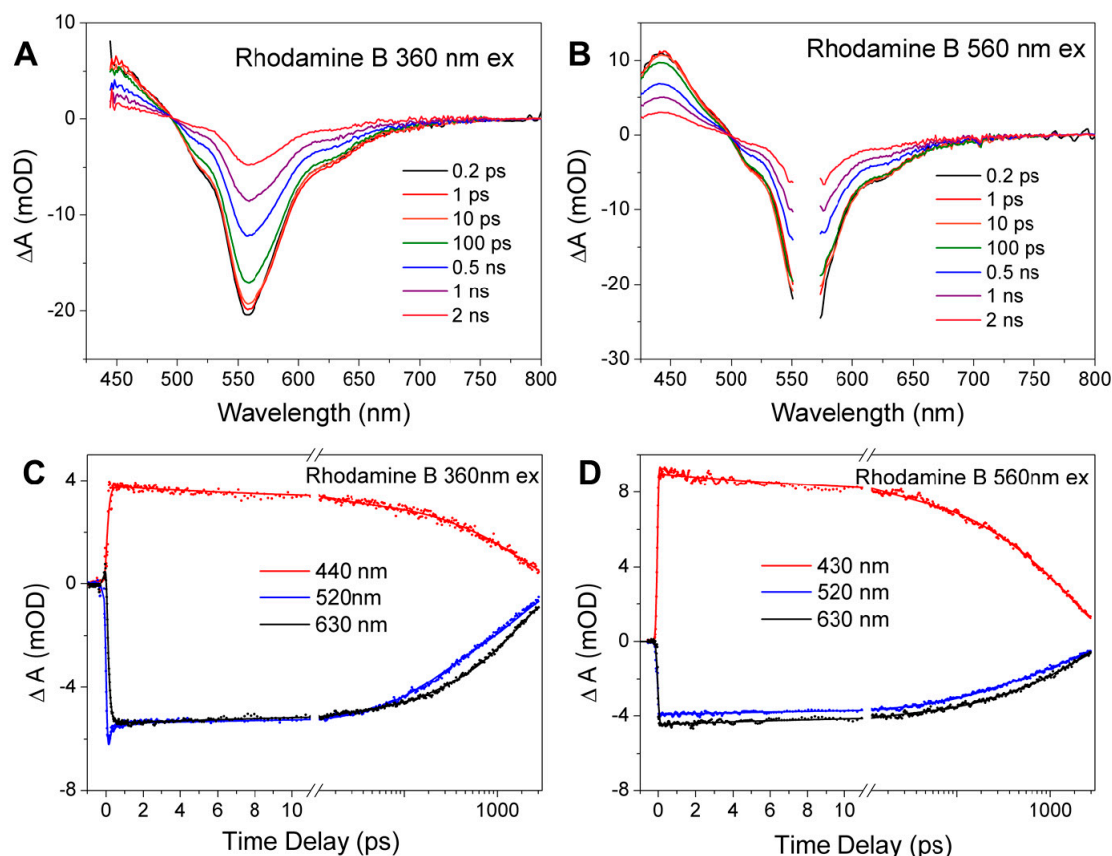 A
Rhodamine B 360 nm ex
10
0
-10
-20
ΔA (mOD)
0.2 ps
1 ps
10 ps
100 ps
0.5 ns
1 ns
2 ns
450 500 550 600 650 700 750 800
Wavelength (nm)
B
Rhodamine B 560 nm ex
10
0
-10
-20
-30
ΔA (mOD)
0.2 ps
1 ps
10 ps
100 ps
0.5 ns
1 ns
2 ns
450 500 550 600 650 700 750 800
Wavelength (nm)
C
Rhodamine B 360nm ex
4
0
-4
-8
Δ A (mOD)
440 nm
520nm
630 nm
0 2 4 6 8 10 1000
Time Delay (ps)
D
Rhodamine B 560nm ex
8
4
0
-4
-8
Δ A (mOD)
430 nm
520 nm
630 nm
0 2 4 6 8 10 1000
Time Delay (ps)